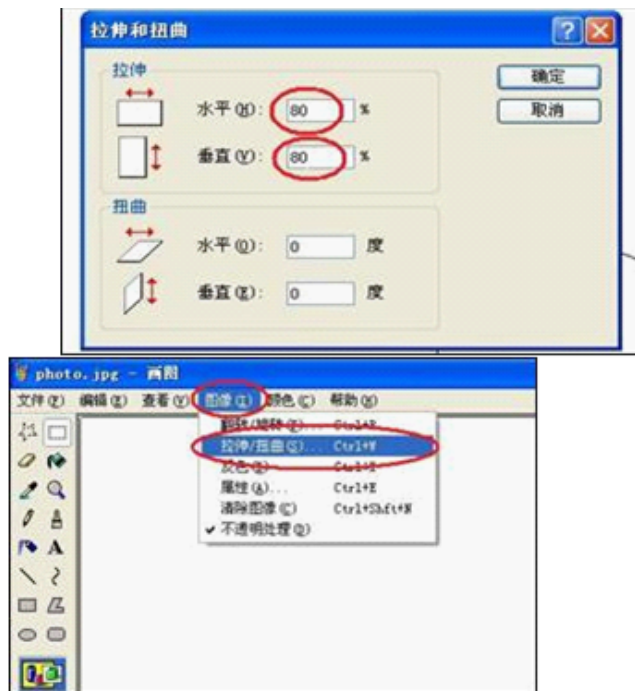 拉伸和扭曲
拉伸
水平(H): 80 %
垂直(V): 80 %
确定
取消
扭曲
水平(O): 0 度
垂直(E): 0 度
photo.jpg - 画图
文件(F) 编辑(E) 查看(V) 图像(I) 颜色(C) 帮助(H)
翻转/旋转(F)... Ctrl+R
拉伸/扭曲(S)... Ctrl+W
反色(I) Ctrl+I
属性(A)... Ctrl+E
清除图像(C) Ctrl+Shft+N
✓ 不透明处理(D)
A